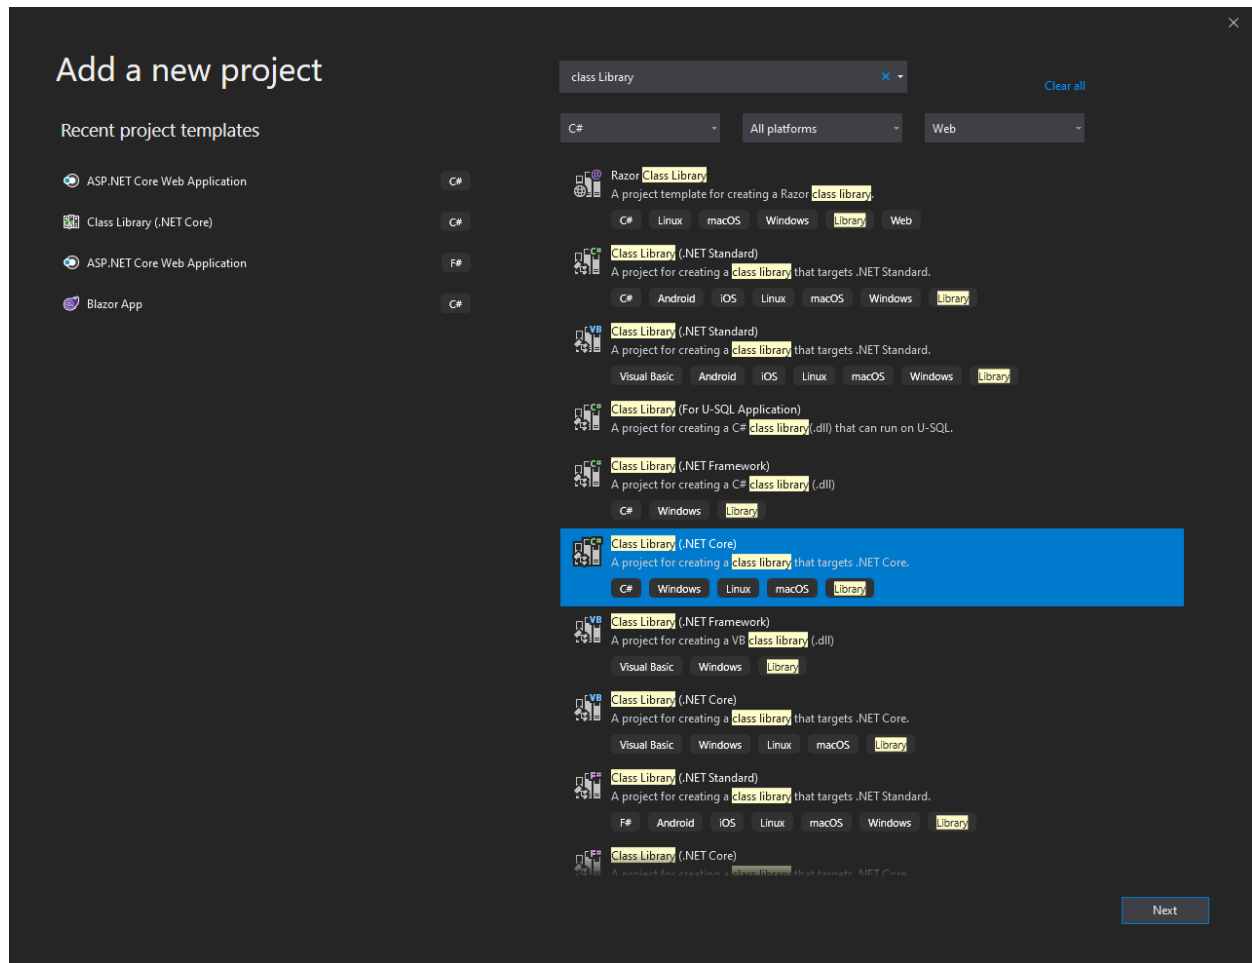 Add a new project
Recent project templates
ASP.NET Core Web Application C#
Class Library (.NET Core) C#
ASP.NET Core Web Application F#
Blazor App C#
class Library
Clear all
C# All platforms Web
Razor Class Library
A project template for creating a Razor class library.
C# Linux macOS Windows Library Web
Class Library (.NET Standard)
A project for creating a class library that targets .NET Standard.
C# Android iOS Linux macOS Windows Library
Class Library (.NET Standard)
A project for creating a class library that targets .NET Standard.
Visual Basic Android iOS Linux macOS Windows Library
Class Library (For U-SQL Application)
A project for creating a C# class library(.dll) that can run on U-SQL.
Class Library (.NET Framework)
A project for creating a C# class library (.dll)
C# Windows Library
Class Library (.NET Core)
A project for creating a class library that targets .NET Core.
C# Windows Linux macOS Library
Class Library (.NET Framework)
A project for creating a VB class library (.dll)
Visual Basic Windows Library
Class Library (.NET Core)
A project for creating a class library that targets .NET Core.
Visual Basic Windows Linux macOS Library
Class Library (.NET Standard)
A project for creating a class library that targets .NET Standard.
F# Android iOS Linux macOS Windows Library
Class Library (.NET Core)
A project for creating a class library that targets .NET Core.
Next